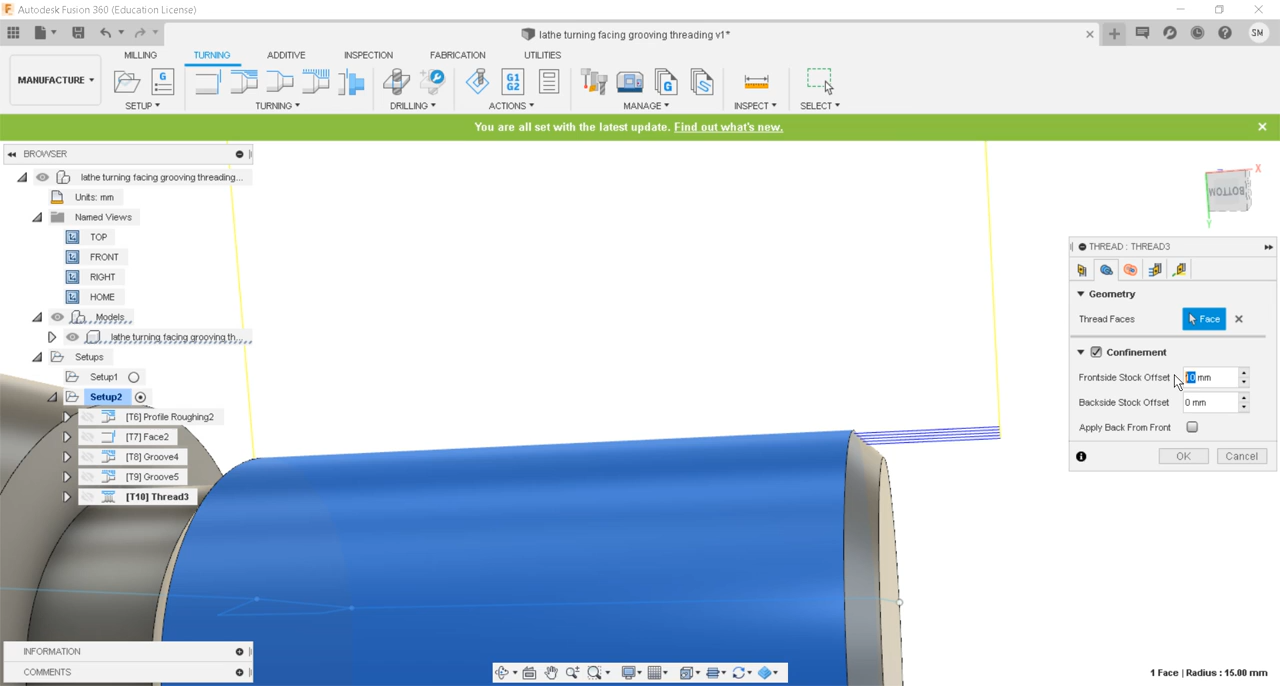 Autodesk Fusion 360 (Education License)
lathe turning facing grooving threading v1*
SM
MILLING TURNING ADDITIVE INSPECTION FABRICATION UTILITIES
MANUFACTURE
G G1 G2 G
SETUP TURNING DRILLING ACTIONS MANAGE INSPECT SELECT
You are all set with the latest update. Find out what's new.
BROWSER
lathe turning facing grooving threading...
Units: mm
Named Views
TOP
FRONT
RIGHT
HOME
Models
lathe turning facing grooving th...
Setups
Setup1
Setup2
[T6] Profile Roughing2
[T7] Face2
[T8] Groove4
[T9] Groove5
[T10] Thread3
X
BOTTOM
Y
THREAD : THREAD3
Geometry
Thread Faces Face
Confinement
Frontside Stock Offset 10 mm
Backside Stock Offset 0 mm
Apply Back From Front
OK Cancel
INFORMATION
COMMENTS
1 Face | Radius : 15.00 mm